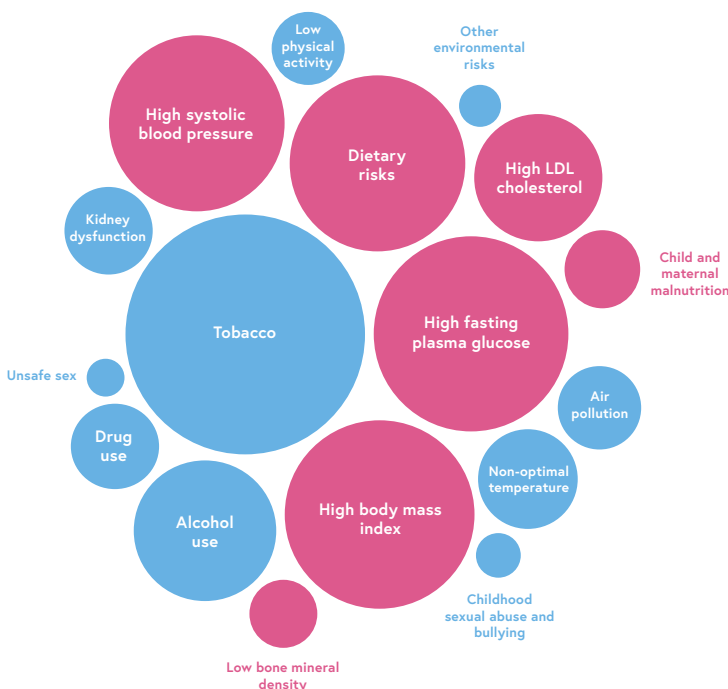 Low
physical
activity
Other
environmental
risks
High systolic
blood pressure
Dietary
risks
High LDL
cholesterol
Kidney
dysfunction
Child and
maternal
malnutrition
Tobacco
High fasting
plasma glucose
Unsafe sex
Air
pollution
Drug
use
Non-optimal
temperature
High body mass
index
Alcohol
use
Childhood
sexual abuse and
bullying
Low bone mineral
density